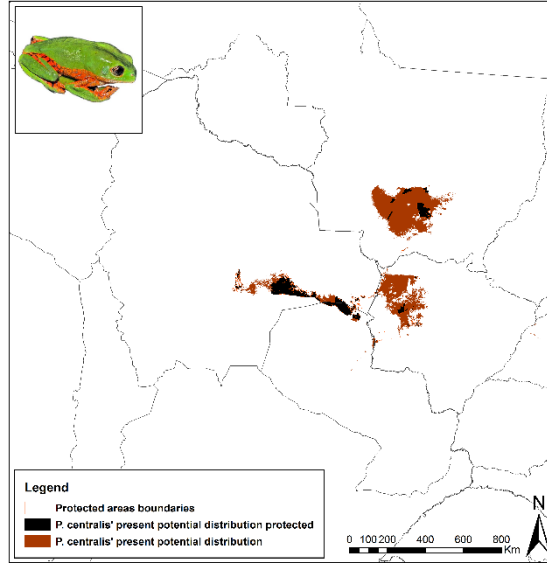 Legend
Protected areas boundaries
P. centralis' present potential distribution protected
P. centralis' present potential distribution
N
0 100 200 400 600 800
Km